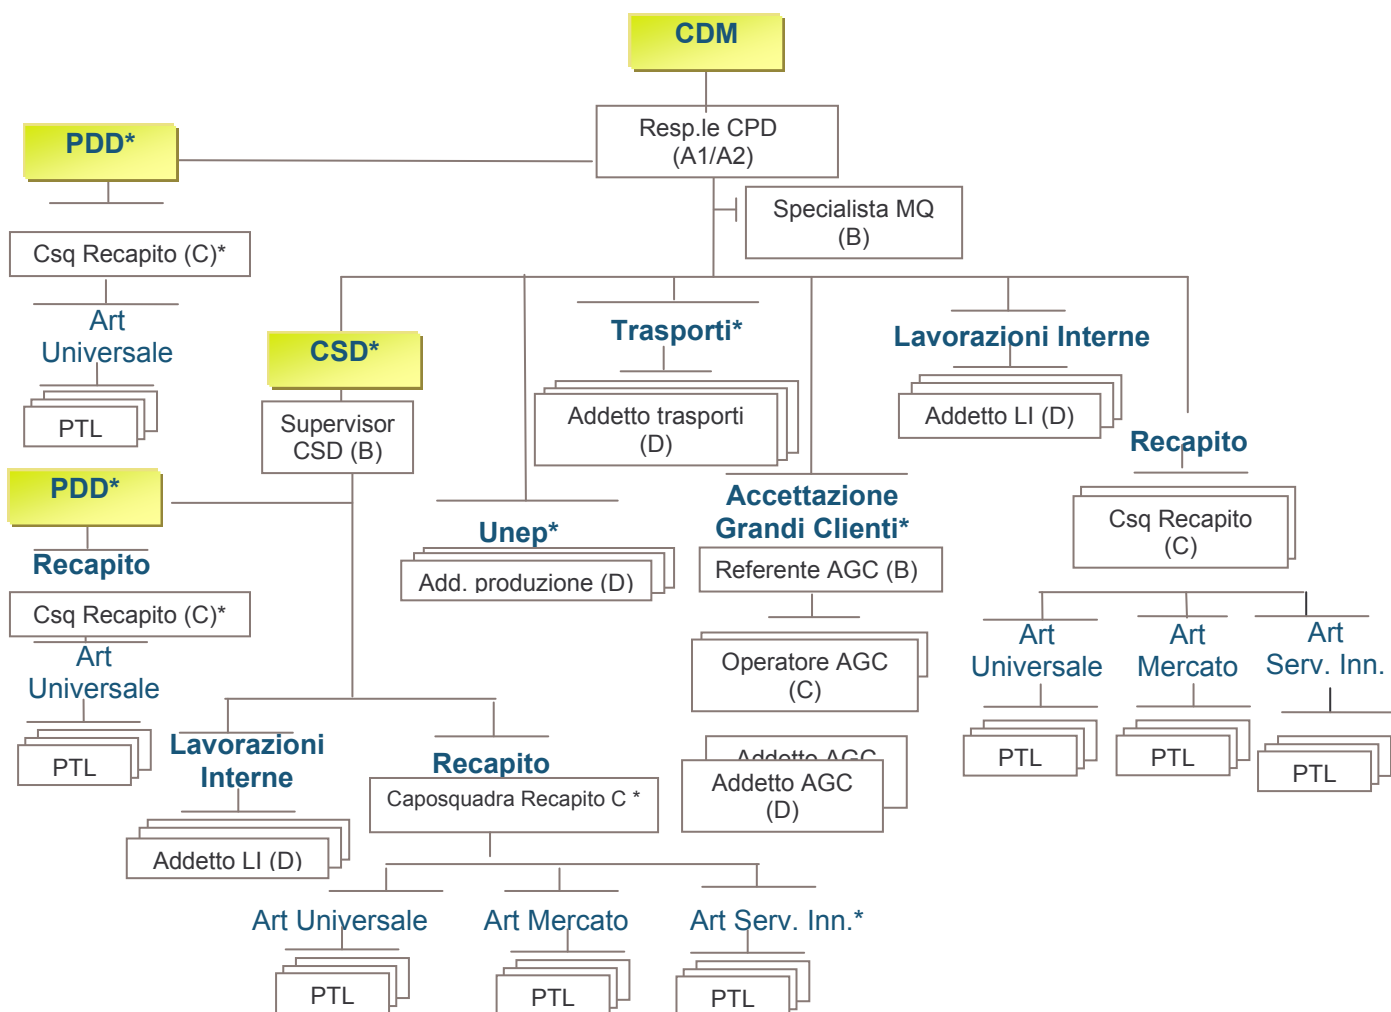 CDM
Resp.le CPD
(A1/A2)
PDD*
Specialista MQ
(B)
Csq Recapito (C)*
Art
Universale
PTL
CSD*
Supervisor
CSD (B)
Trasporti*
Addetto trasporti
(D)
Lavorazioni Interne
Addetto LI (D)
Recapito
Csq Recapito
(C)
PDD*
Recapito
Csq Recapito (C)*
Art
Universale
PTL
Unep*
Add. produzione (D)
Accettazione
Grandi Clienti*
Referente AGC (B)
Operatore AGC
(C)
Addetto AGC
Addetto AGC
(D)
Art
Universale
PTL
Art
Mercato
PTL
Art
Serv. Inn.
PTL
Lavorazioni
Interne
Addetto LI (D)
Recapito
Caposquadra Recapito C *
Art Universale
PTL
Art Mercato
PTL
Art Serv. Inn.*
PTL